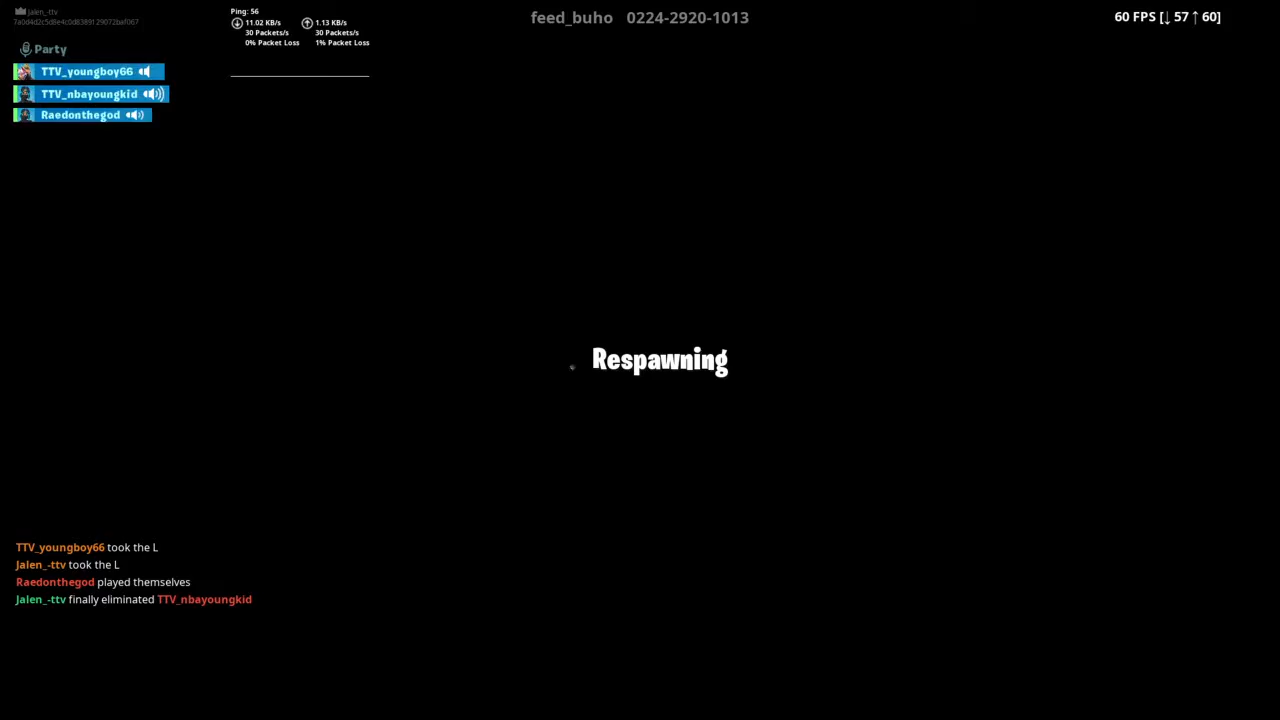 Jalen_-ttv
Party
TTV_youngboy66
TTV_nbayoungkid
Raedonthegod
Ping: 56
11.02 KB/s 1.13 KB/s
30 Packets/s 30 Packets/s
0% Packet Loss 1% Packet Loss
feed_buho 0224-2920-1013
60 FPS [↓ 57 ↑ 60]
Respawning
TTV_youngboy66 took the L
Jalen_-ttv took the L
Raedonthegod played themselves
Jalen_-ttv finally eliminated TTV_nbayoungkid